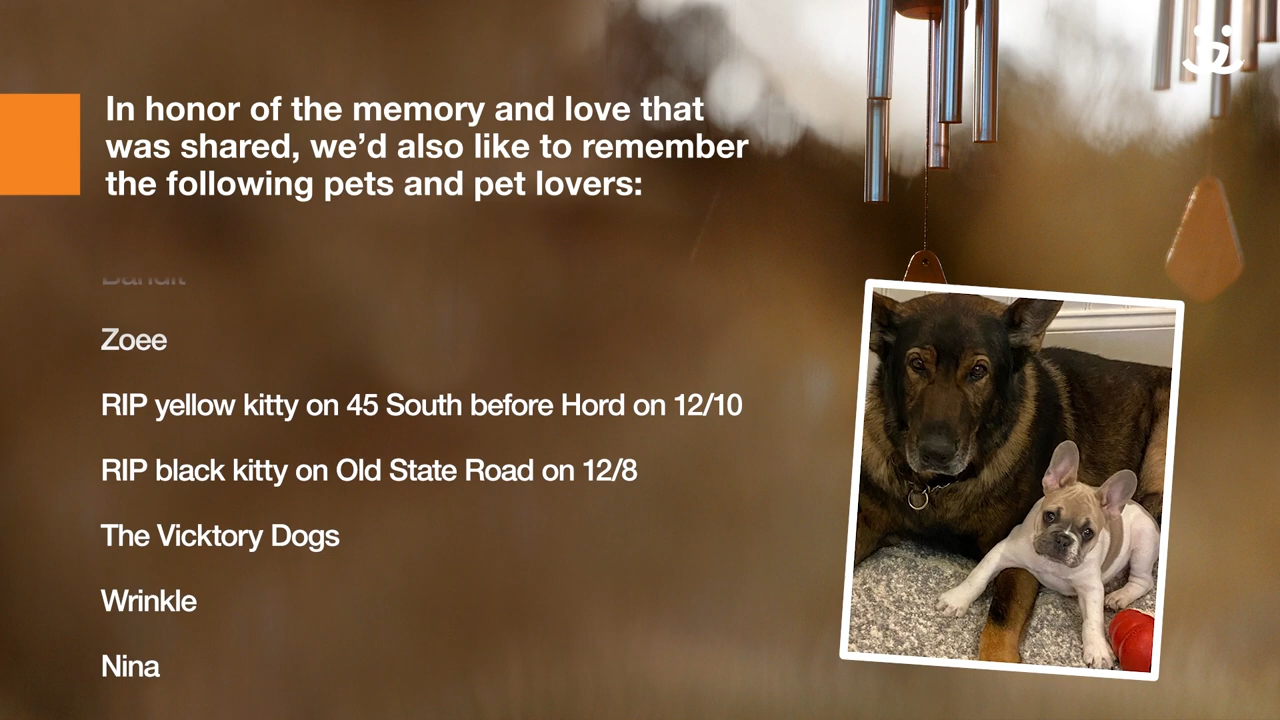 In honor of the memory and love that
was shared, we’d also like to remember
the following pets and pet lovers:
Zoee
RIP yellow kitty on 45 South before Hord on 12/10
RIP black kitty on Old State Road on 12/8
The Vicktory Dogs
Wrinkle
Nina